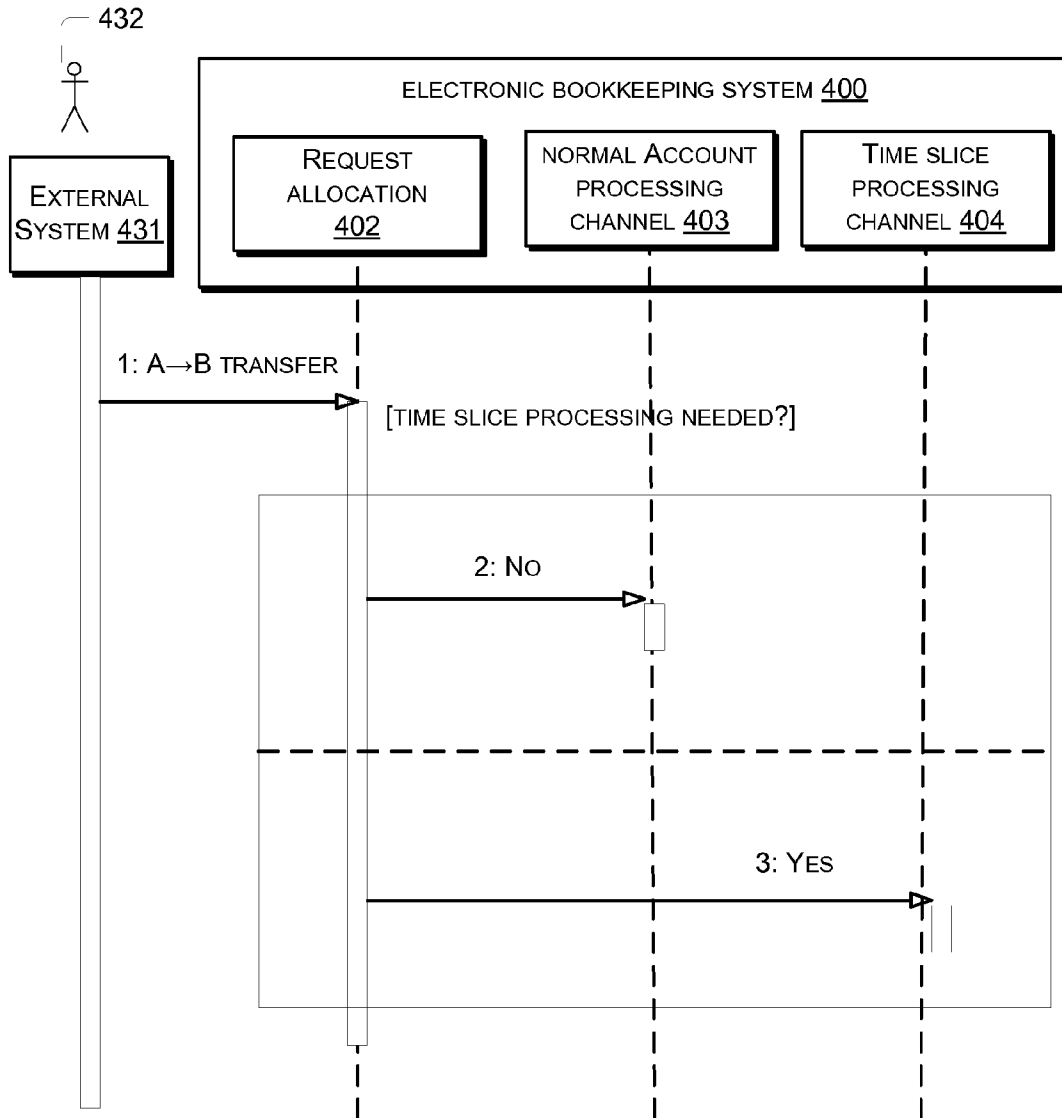 432
ELECTRONIC BOOKKEEPING SYSTEM 400
EXTERNAL
SYSTEM 431
REQUEST
ALLOCATION
402
NORMAL ACCOUNT
PROCESSING
CHANNEL 403
TIME SLICE
PROCESSING
CHANNEL 404
1: A→B TRANSFER
[TIME SLICE PROCESSING NEEDED?]
2: NO
3: YES